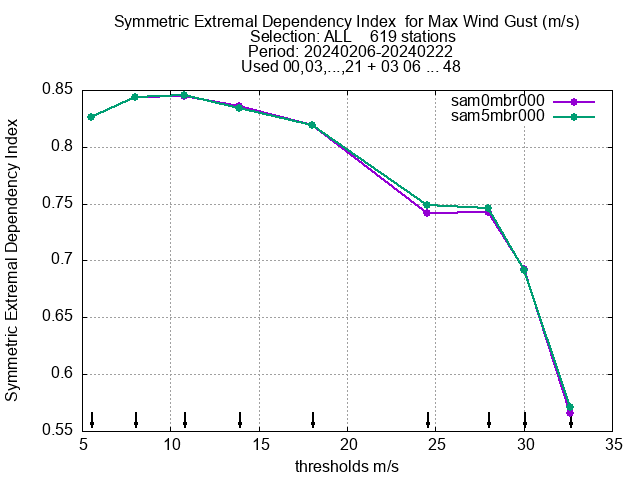 Symmetric Extremal Dependency Index for Max Wind Gust (m/s)
Selection: ALL 619 stations
Period: 20240206-20240222
Used 00,03,...,21 + 03 06 ... 48
sam0mbr000
sam5mbr000
0.85
0.8
0.75
0.7
0.65
0.6
0.55
Symmetric Extremal Dependency Index
5 10 15 20 25 30 35
thresholds m/s